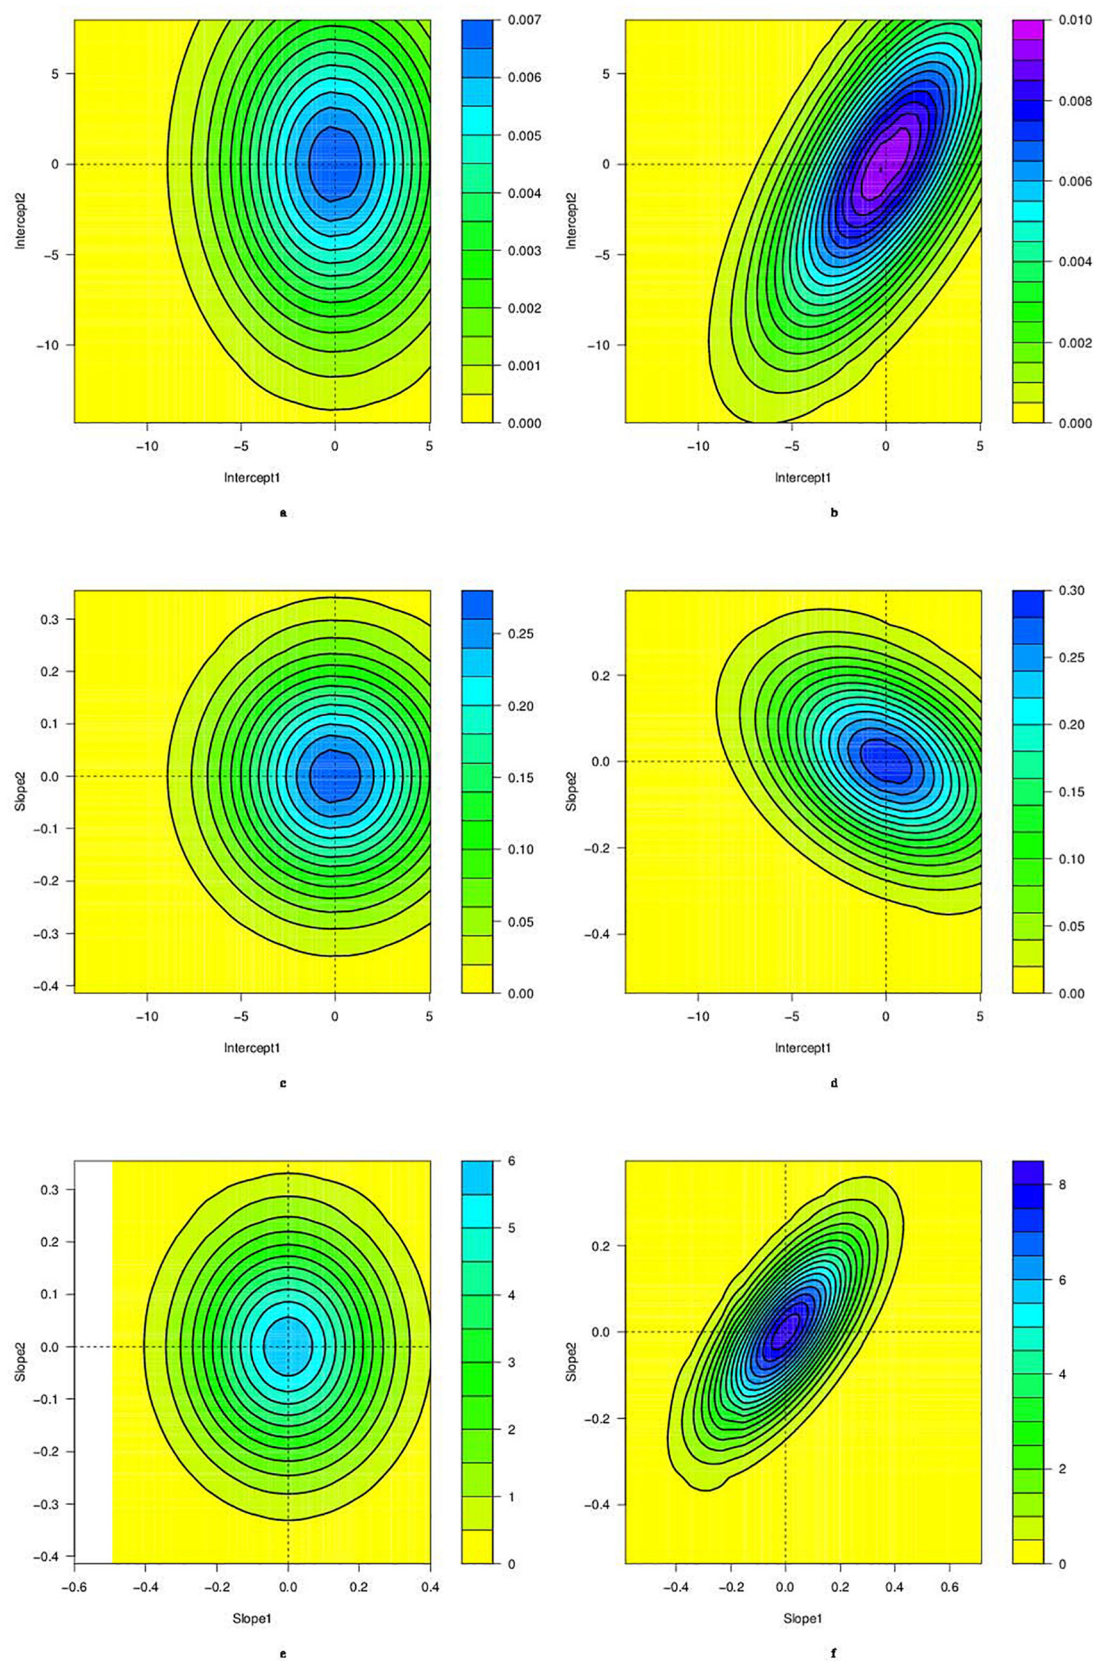 0.007
0.006
0.005
0.004
0.003
0.002
0.001
0.000
5
0
−5
−10
Intercept2
−10 −5 0 5
Intercept1
a
0.010
0.008
0.006
0.004
0.002
0.000
5
0
−5
−10
Intercept2
−10 −5 0 5
Intercept1
b
0.25
0.20
0.15
0.10
0.05
0.00
0.3
0.2
0.1
0.0
−0.1
−0.2
−0.3
−0.4
Slope2
−10 −5 0 5
Intercept1
c
0.30
0.25
0.20
0.15
0.10
0.05
0.00
0.2
0.0
−0.2
−0.4
Slope2
−10 −5 0 5
Intercept1
d
6
5
4
3
2
1
0
0.3
0.2
0.1
0.0
−0.1
−0.2
−0.3
−0.4
Slope2
−0.6 −0.4 −0.2 0.0 0.2 0.4
Slope1
e
8
6
4
2
0
0.2
0.0
−0.2
−0.4
Slope2
−0.4 −0.2 0.0 0.2 0.4 0.6
Slope1
f